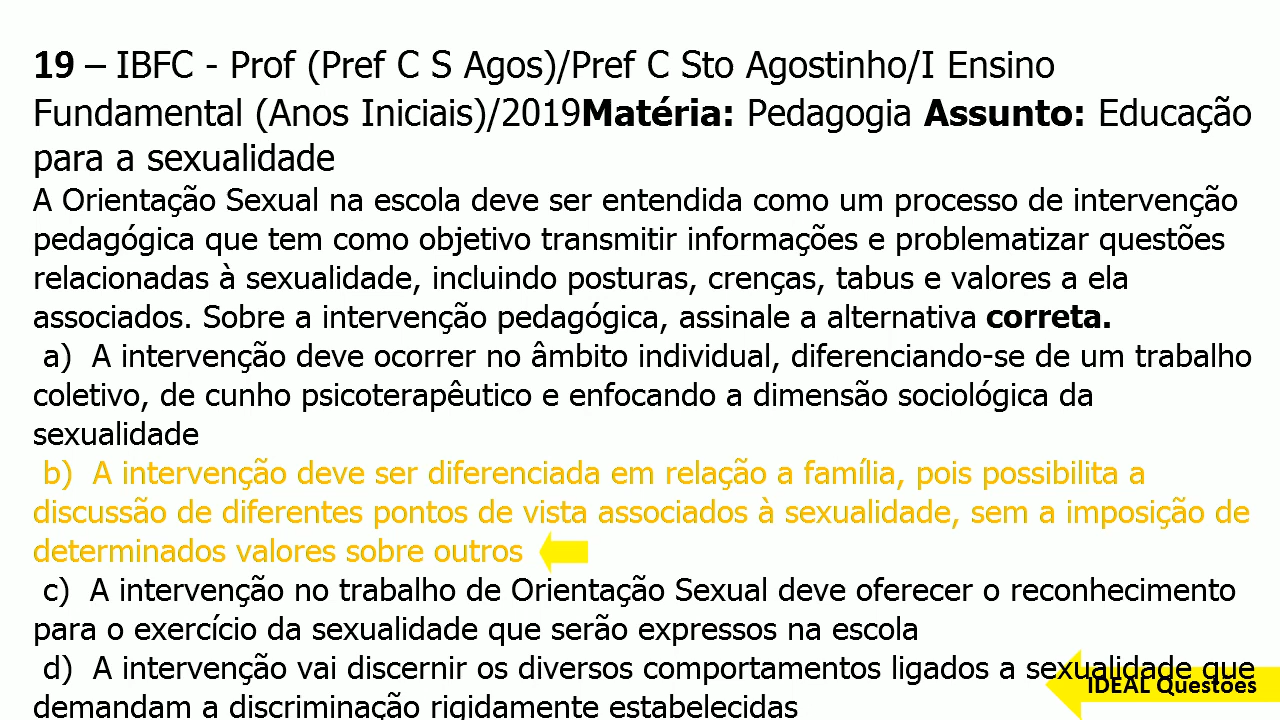 19 – IBFC - Prof (Pref C S Agos)/Pref C Sto Agostinho/I Ensino
Fundamental (Anos Iniciais)/2019Matéria: Pedagogia Assunto: Educação
para a sexualidade
A Orientação Sexual na escola deve ser entendida como um processo de intervenção
pedagógica que tem como objetivo transmitir informações e problematizar questões
relacionadas à sexualidade, incluindo posturas, crenças, tabus e valores a ela
associados. Sobre a intervenção pedagógica, assinale a alternativa correta.
a) A intervenção deve ocorrer no âmbito individual, diferenciando-se de um trabalho
coletivo, de cunho psicoterapêutico e enfocando a dimensão sociológica da
sexualidade
b) A intervenção deve ser diferenciada em relação a família, pois possibilita a
discussão de diferentes pontos de vista associados à sexualidade, sem a imposição de
determinados valores sobre outros
c) A intervenção no trabalho de Orientação Sexual deve oferecer o reconhecimento
para o exercício da sexualidade que serão expressos na escola
d) A intervenção vai discernir os diversos comportamentos ligados a sexualidade que
IDEAL Questões
demandam a discriminação rigidamente estabelecidas